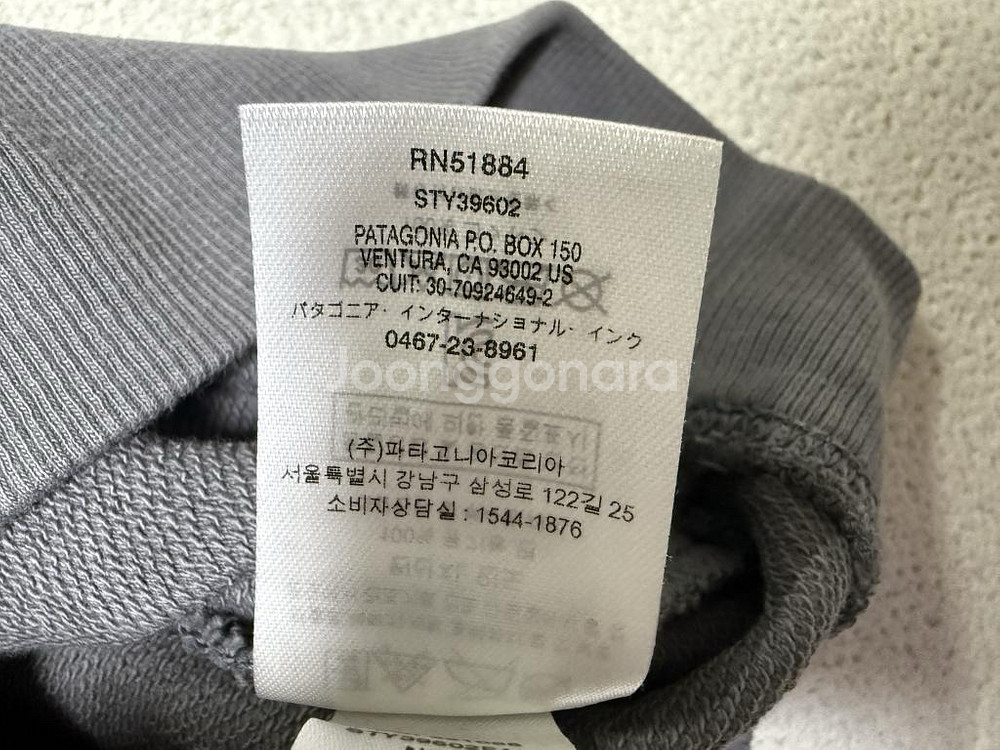 RN51884
STY39602
PATAGONIA P.O. BOX 150
VENTURA, CA 93002 US
CUIT: 30-70924649-2
パタゴニア・インターナショナル・インク
0467-23-8961
Joonggonara
(주)파타고니아코리아
서울특별시 강남구 삼성로 122길 25
소비자상담실 : 1544-1876